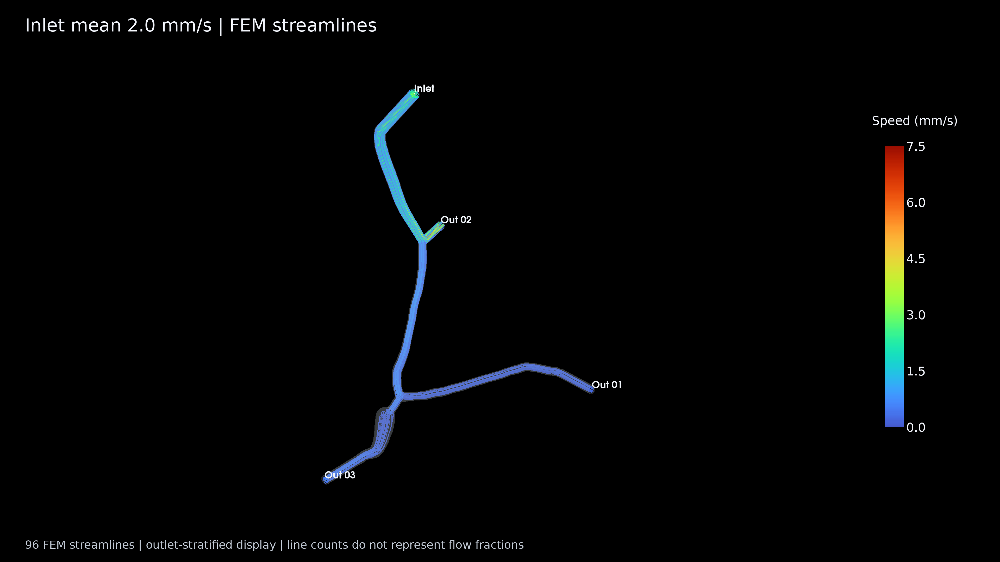 Inlet mean 2.0 mm/s | FEM streamlines
Inlet
Speed (mm/s)
7.5
6.0
Out 02
4.5
3.0
1.5
Out 01
0.0
Out 03
96 FEM streamlines | outlet-stratified display | line counts do not represent flow fractions